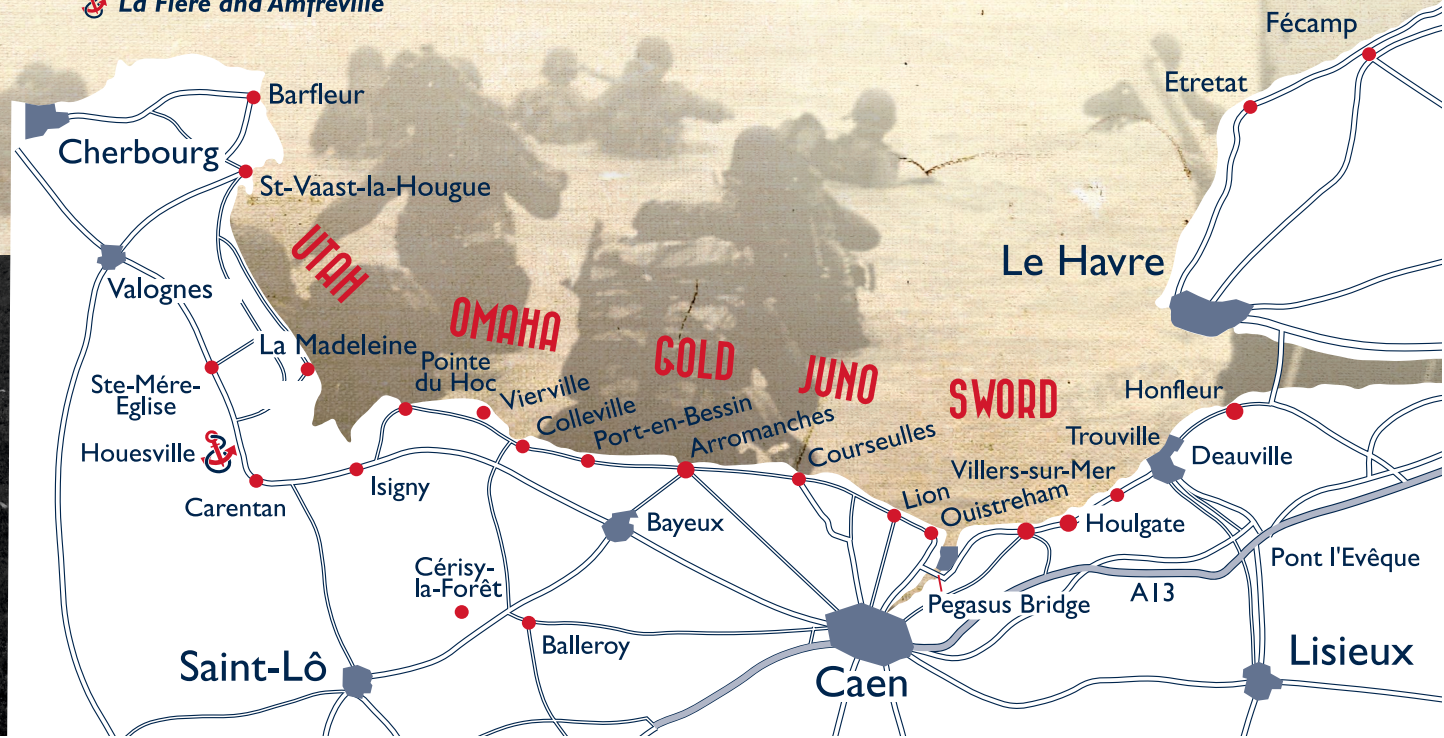 La Fière and Amfreville
Fécamp
Etretat
Barfleur
Cherbourg
St-Vaast-la-Hougue
UTAH
Le Havre
Valognes
OMAHA
La Madeleine
GOLD
Pointe
du Hoc
JUNO
SWORD
Ste-Mére-
Eglise
Vierville
Honfleur
Colleville
Port-en-Bessin
Arromanches
Courseulles
Trouville
Deauville
Houesville
Villers-sur-Mer
Isigny
Lion
Ouistreham
Carentan
Bayeux
Houlgate
Pont l'Evêque
Cérisy-
la-Forêt
A13
Pegasus Bridge
Balleroy
Saint-Lô
Lisieux
Caen